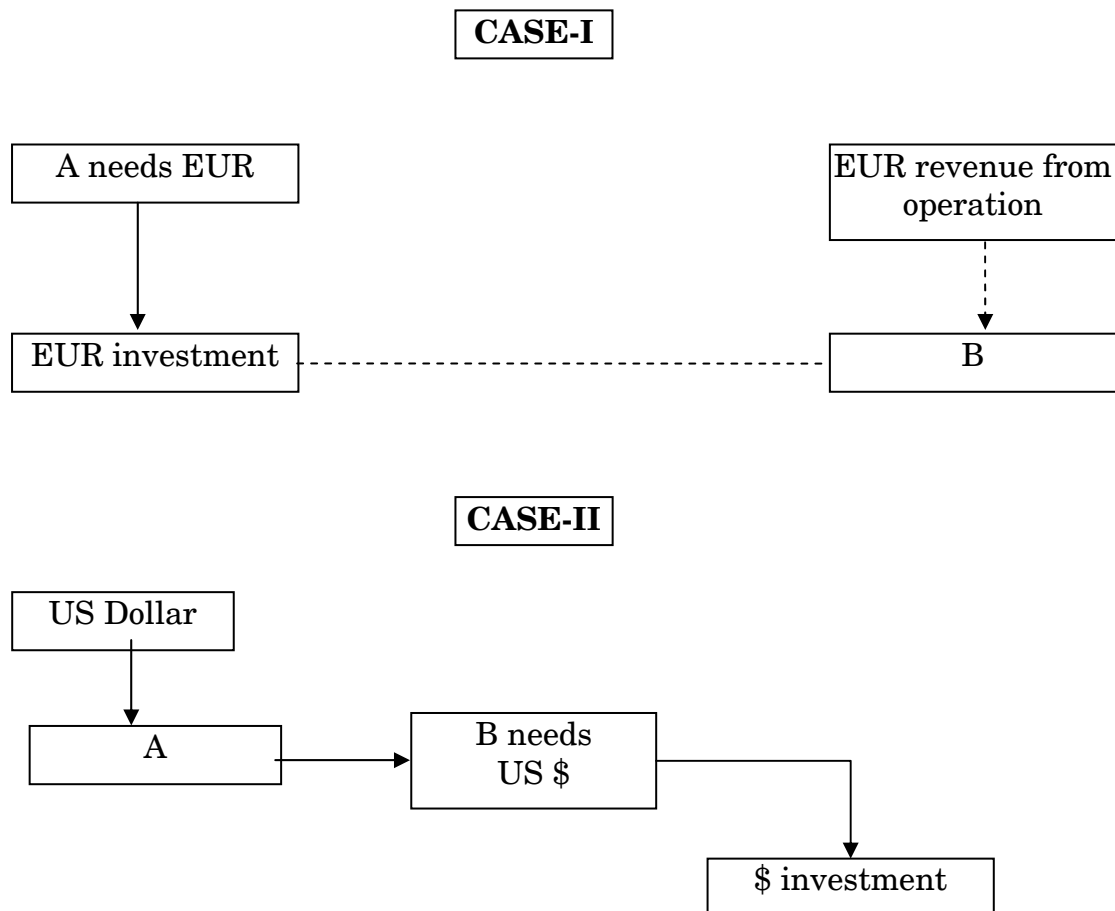 CASE-I
A needs EUR
EUR revenue from
operation
EUR investment
B
CASE-II
US Dollar
A
B needs
US $
$ investment